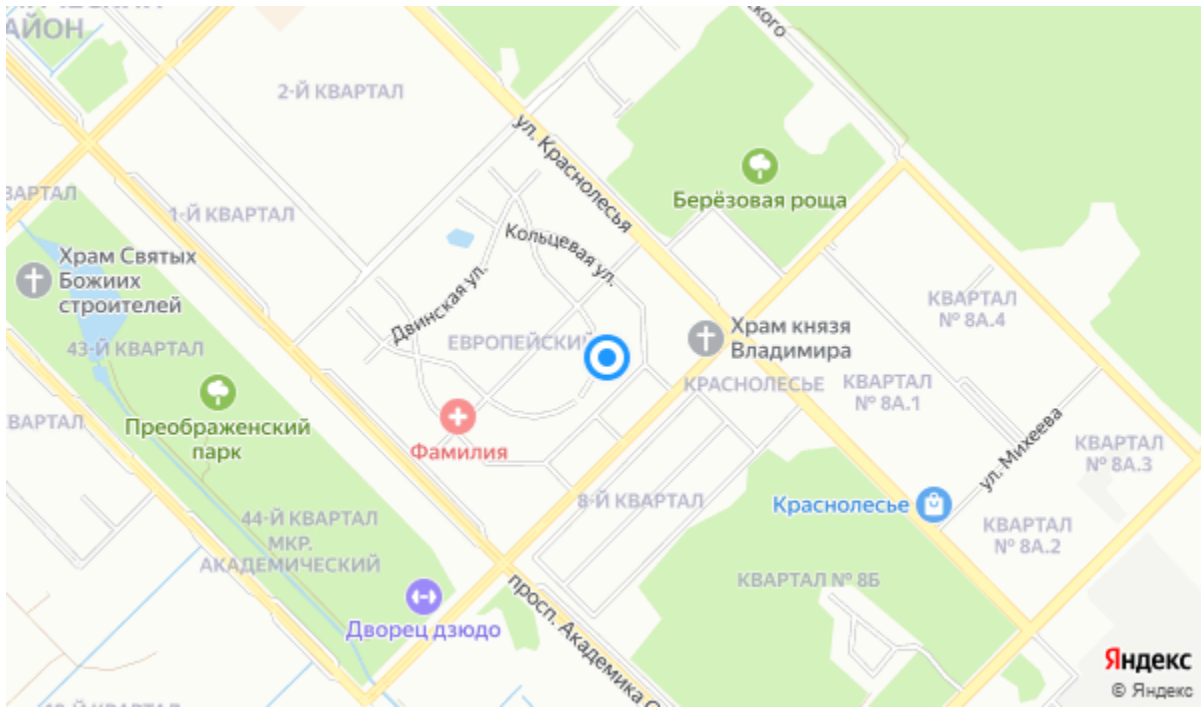 АЙОН
2-Й КВАРТАЛ
ул. Краснолесья
Берёзовая роща
1-Й КВАРТАЛ
Кольцевая ул.
Храм Святых
Божиих
строителей
Двинская ул.
КВАРТАЛ
№ 8А.4
43-Й КВАРТАЛ
ЕВРОПЕЙСКИЙ
Храм князя
Владимира
КРАСНОЛЕСЬЕ
КВАРТАЛ
№ 8А.1
ВАРТАЛ
Преображенский
парк
Фамилия
ул. Михеева
КВАРТАЛ
№ 8А.3
8-Й КВАРТАЛ
Краснолесье
44-Й КВАРТАЛ
МКР.
АКАДЕМИЧЕСКИЙ
КВАРТАЛ
№ 8А.2
КВАРТАЛ № 8Б
Дворец дзюдо
просп. Академика С
Яндекс
© Яндекс